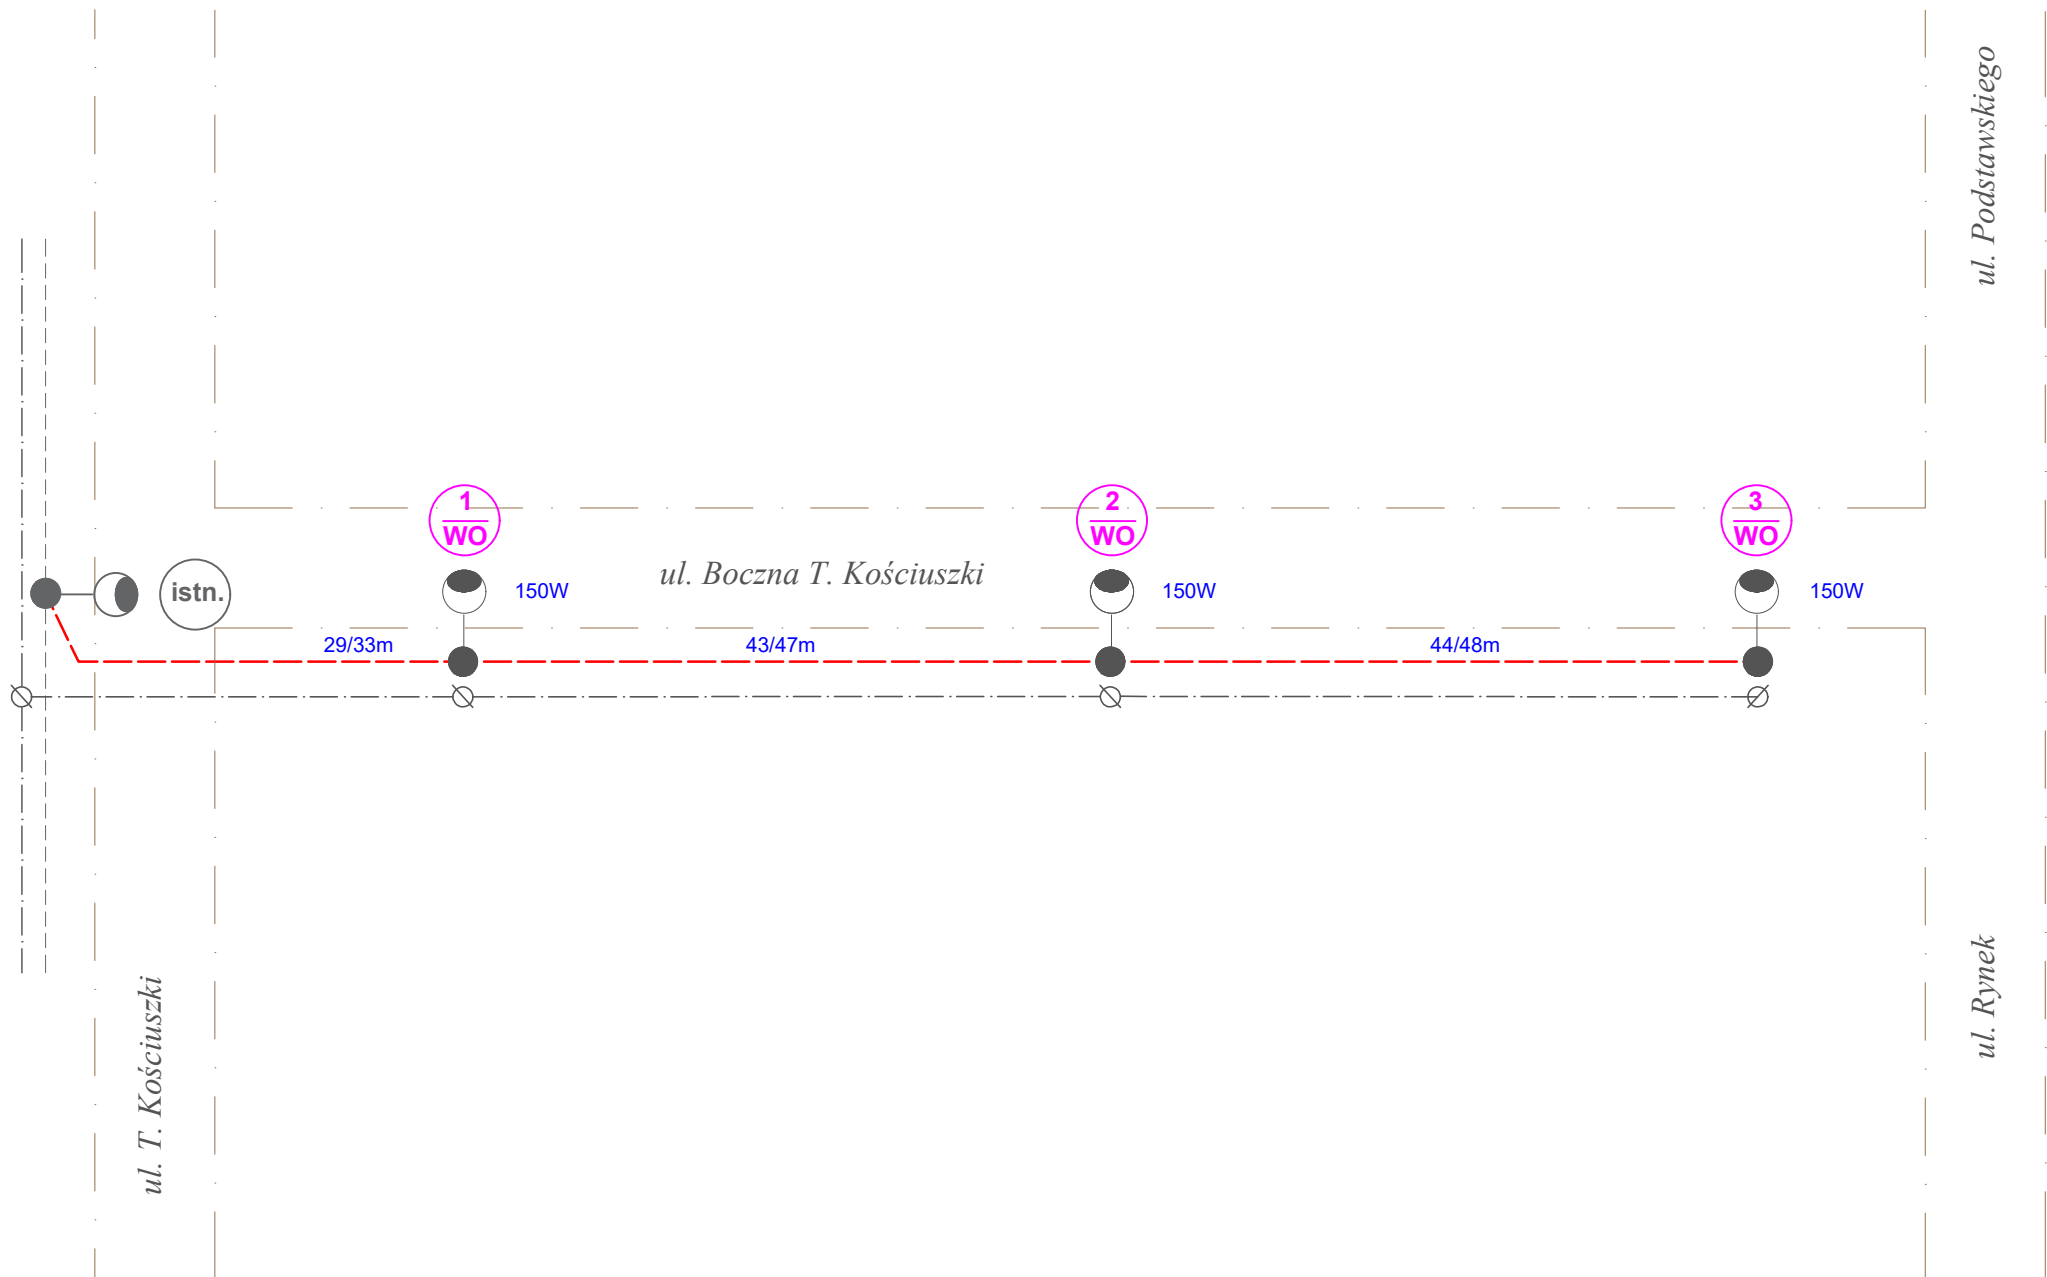 ul. Podstawskiego
1
WO
2
WO
3
WO
istn.
150W
ul. Boczna T. Kościuszki
150W
150W
29/33m
43/47m
44/48m
ul. T. Kościuszki
ul. Rynek